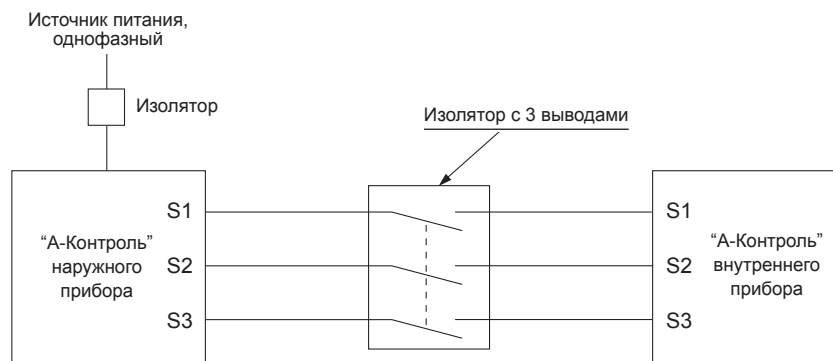 Источник питания,
однофазный
Изолятор
Изолятор с 3 выводами
“А-Контроль”
наружного
прибора
S1
S2
S3
S1
S2
S3
“А-Контроль”
внутреннего
прибора